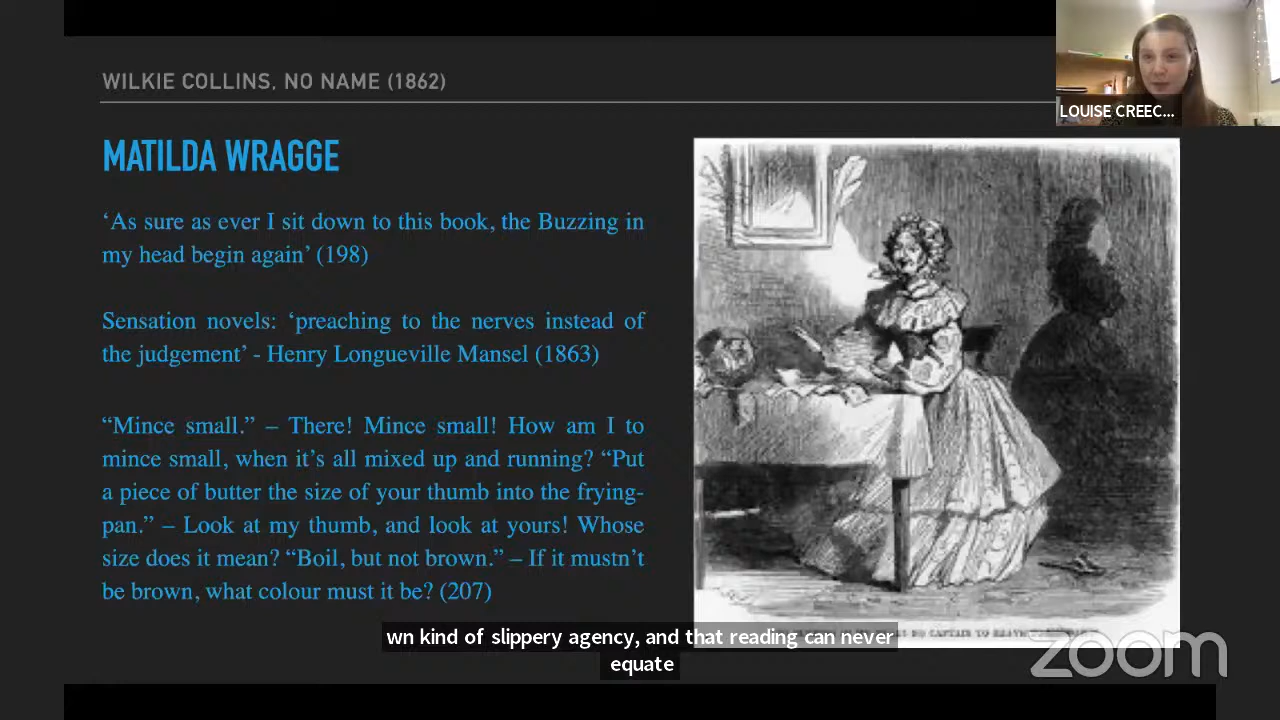 WILKIE COLLINS, NO NAME (1862)
LOUISE CREEC...
MATILDA WRAGGE
‘As sure as ever I sit down to this book, the Buzzing in
my head begin again’ (198)
Sensation novels: ‘preaching to the nerves instead of
the judgement’ - Henry Longueville Mansel (1863)
“Mince small.” – There! Mince small! How am I to
mince small, when it’s all mixed up and running? “Put
a piece of butter the size of your thumb into the frying-
pan.” – Look at my thumb, and look at yours! Whose
size does it mean? “Boil, but not brown.” – If it mustn’t
be brown, what colour must it be? (207)
CAPTAIN TO
wn kind of slippery agency, and that reading can never
equate
zoom